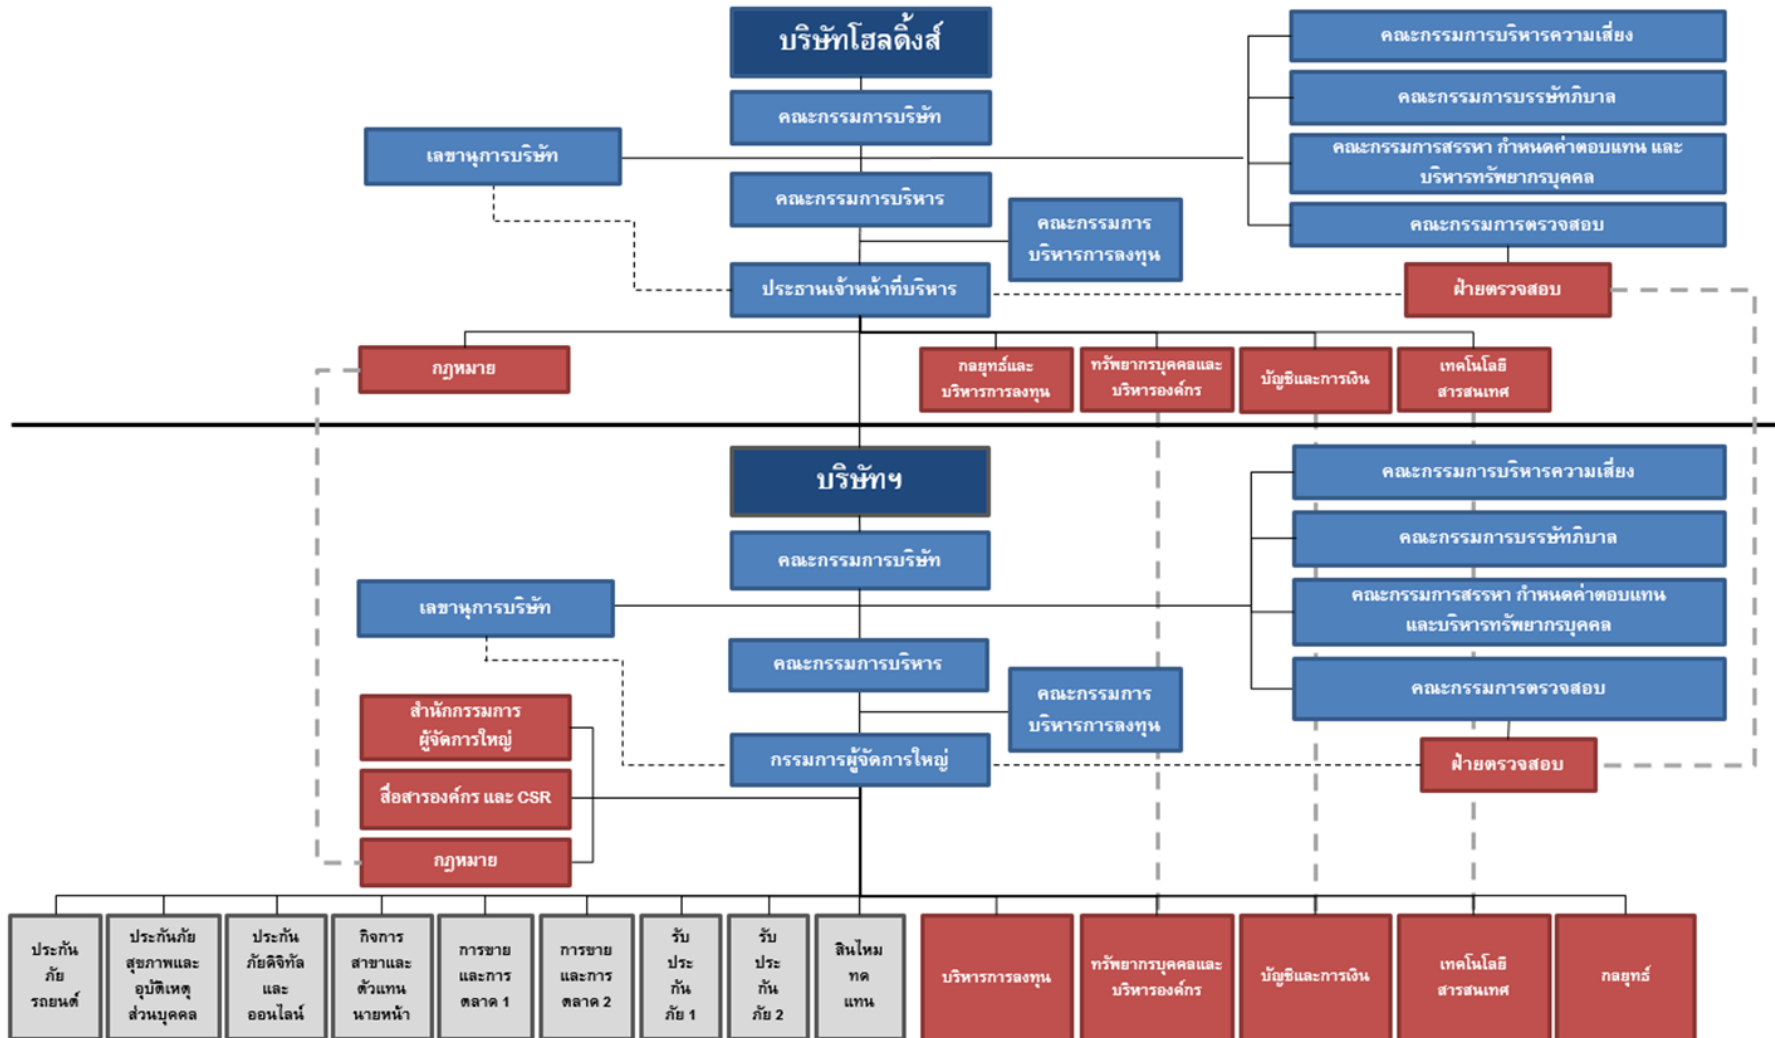 บริษัทโฮลดิ้งส์
คณะกรรมการบริหารความเสี่ยง
คณะกรรมการบรรษัทภิบาล
คณะกรรมการบริษัท
เลขานุการบริษัท
คณะกรรมการสรรหา กำหนดค่าตอบแทน และ
บริหารทรัพยากรบุคคล
คณะกรรมการบริหาร
คณะกรรมการตรวจสอบ
คณะกรรมการ
บริหารการลงทุน
ประธานเจ้าหน้าที่บริหาร
ฝ่ายตรวจสอบ
กฎหมาย
กลยุทธ์และ
บริหารการลงทุน
ทรัพยากรบุคคลและ
บริหารองค์กร
บัญชีและการเงิน
เทคโนโลยี
สารสนเทศ
บริษัทฯ
คณะกรรมการบริหารความเสี่ยง
คณะกรรมการบรรษัทภิบาล
คณะกรรมการบริษัท
เลขานุการบริษัท
คณะกรรมการสรรหา กำหนดค่าตอบแทน
และบริหารทรัพยากรบุคคล
คณะกรรมการบริหาร
คณะกรรมการตรวจสอบ
คณะกรรมการ
บริหารการลงทุน
สำนักกรรมการ
ผู้จัดการใหญ่
กรรมการผู้จัดการใหญ่
ฝ่ายตรวจสอบ
สื่อสารองค์กร และ CSR
กฎหมาย
ประกัน
ภัย
รถยนต์
ประกันภัย
สุขภาพและ
อุบัติเหตุ
ส่วนบุคคล
ประกัน
ภัยดิจิทัล
และ
ออนไลน์
กิจการ
สาขาและ
ตัวแทน
นายหน้า
การขาย
และการ
ตลาด 1
การขาย
และการ
ตลาด 2
รับ
ประ
กัน
ภัย 1
รับ
ประ
กัน
ภัย 2
สินไหม
ทด
แทน
บริหารการลงทุน
ทรัพยากรบุคคลและ
บริหารองค์กร
บัญชีและการเงิน
เทคโนโลยี
สารสนเทศ
กลยุทธ์